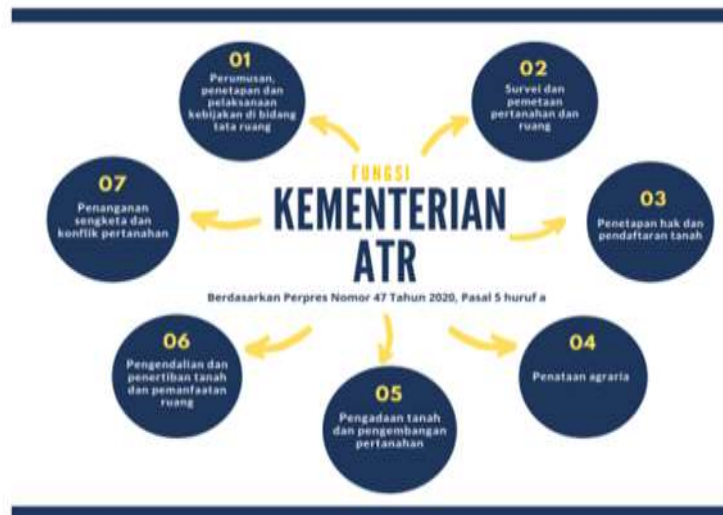 FUNGSI
KEMENTERIAN
ATR
Berdasarkan Perpres Nomor 47 Tahun 2020, Pasal 5 huruf a
01
Perumusan,
penetapan dan
pelaksanaan
kebijakan di bidang
tata ruang
02
Survei dan
pemetaan
pertanahan dan
ruang
03
Penetapan hak dan
pendaftaran tanah
04
Penataan agraria
05
Pengadaan tanah
dan pengembangan
pertanahan
06
Pengendalian dan
penertiban tanah
dan pemanfaatan
ruang
07
Penanganan
sengketa dan
konflik pertanahan